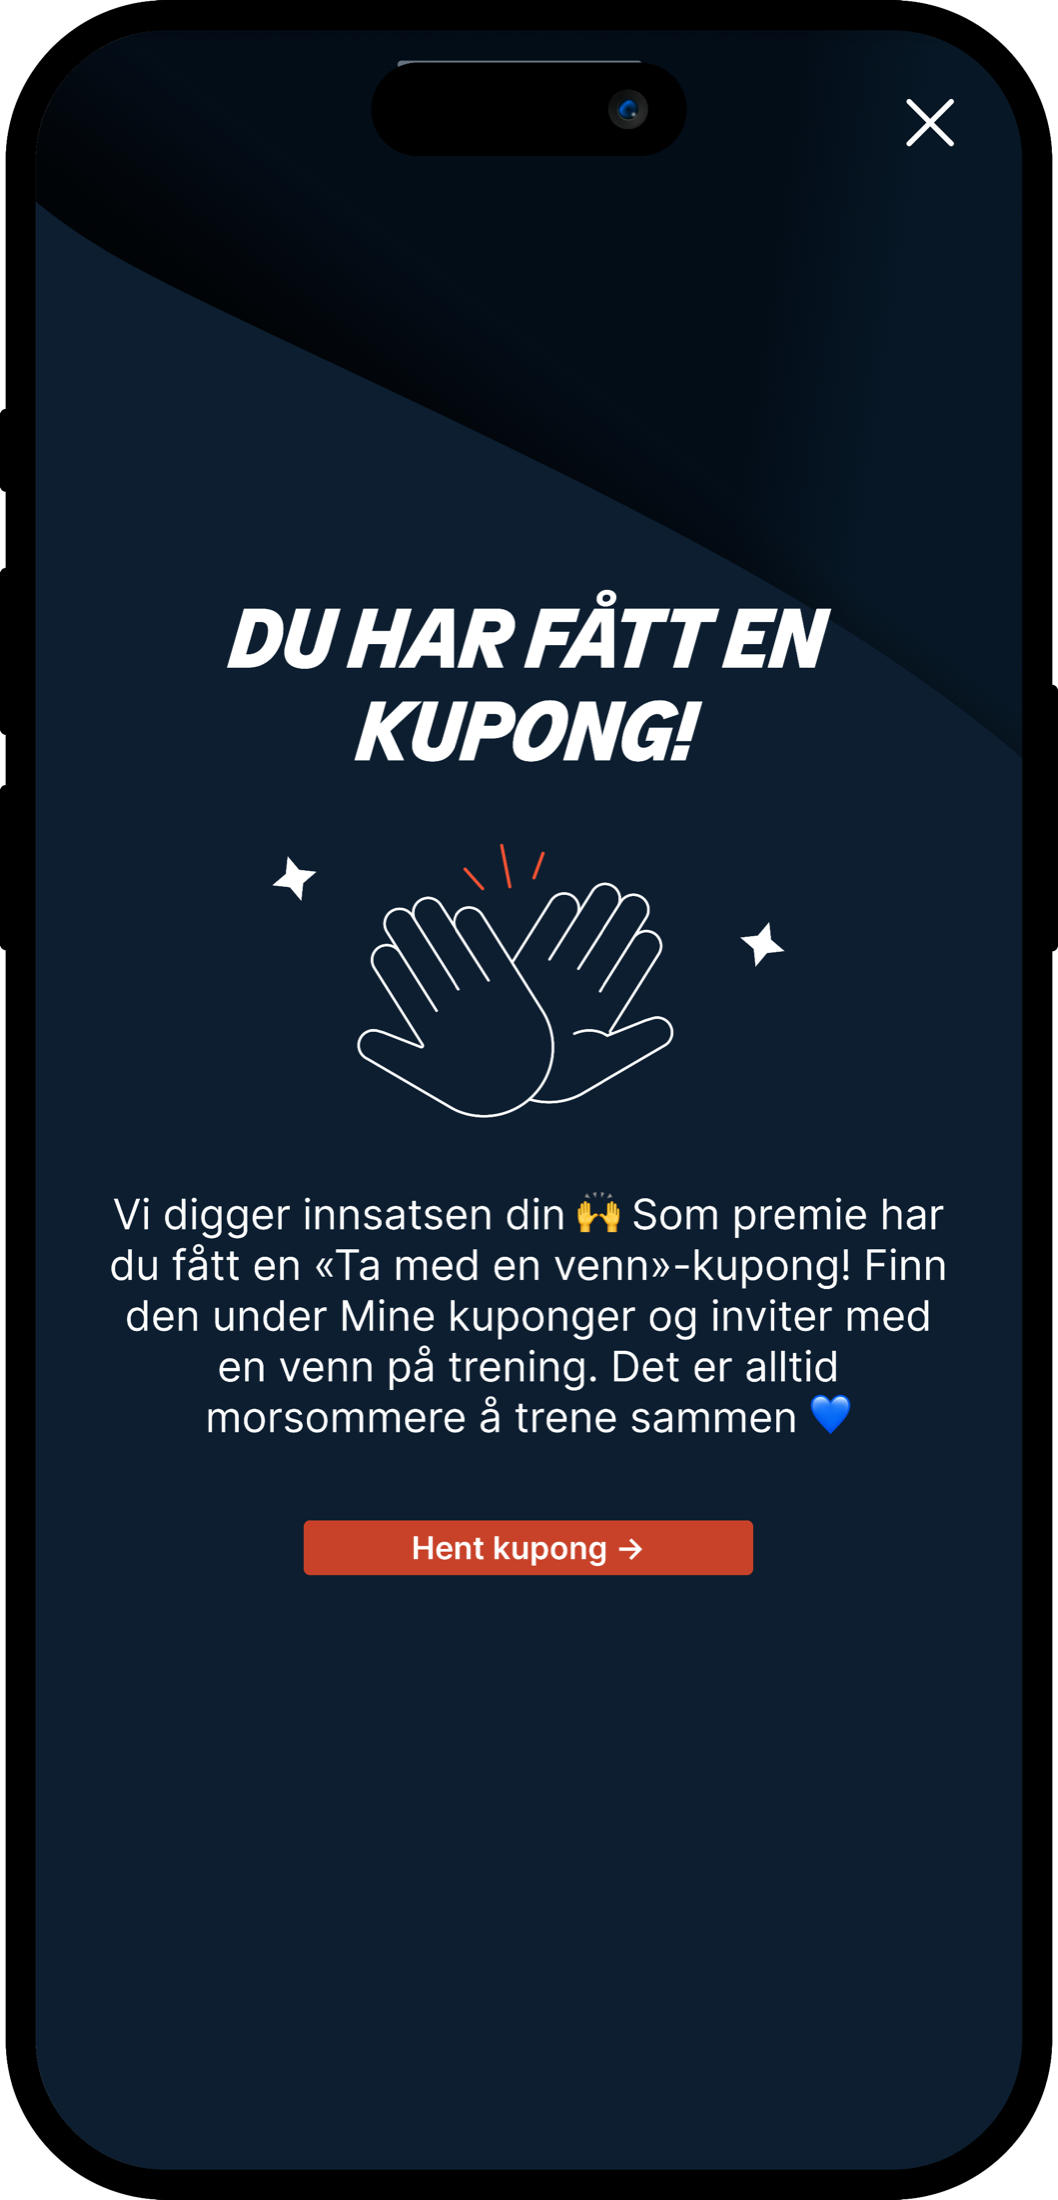 DU HAR FÅTT EN
KUPONG!
Vi digger innsatsen din 🙌 Som premie har
du fått en «Ta med en venn»-kupong! Finn
den under Mine kuponger og inviter med
en venn på trening. Det er alltid
morsommere å trene sammen 💙
Hent kupong →